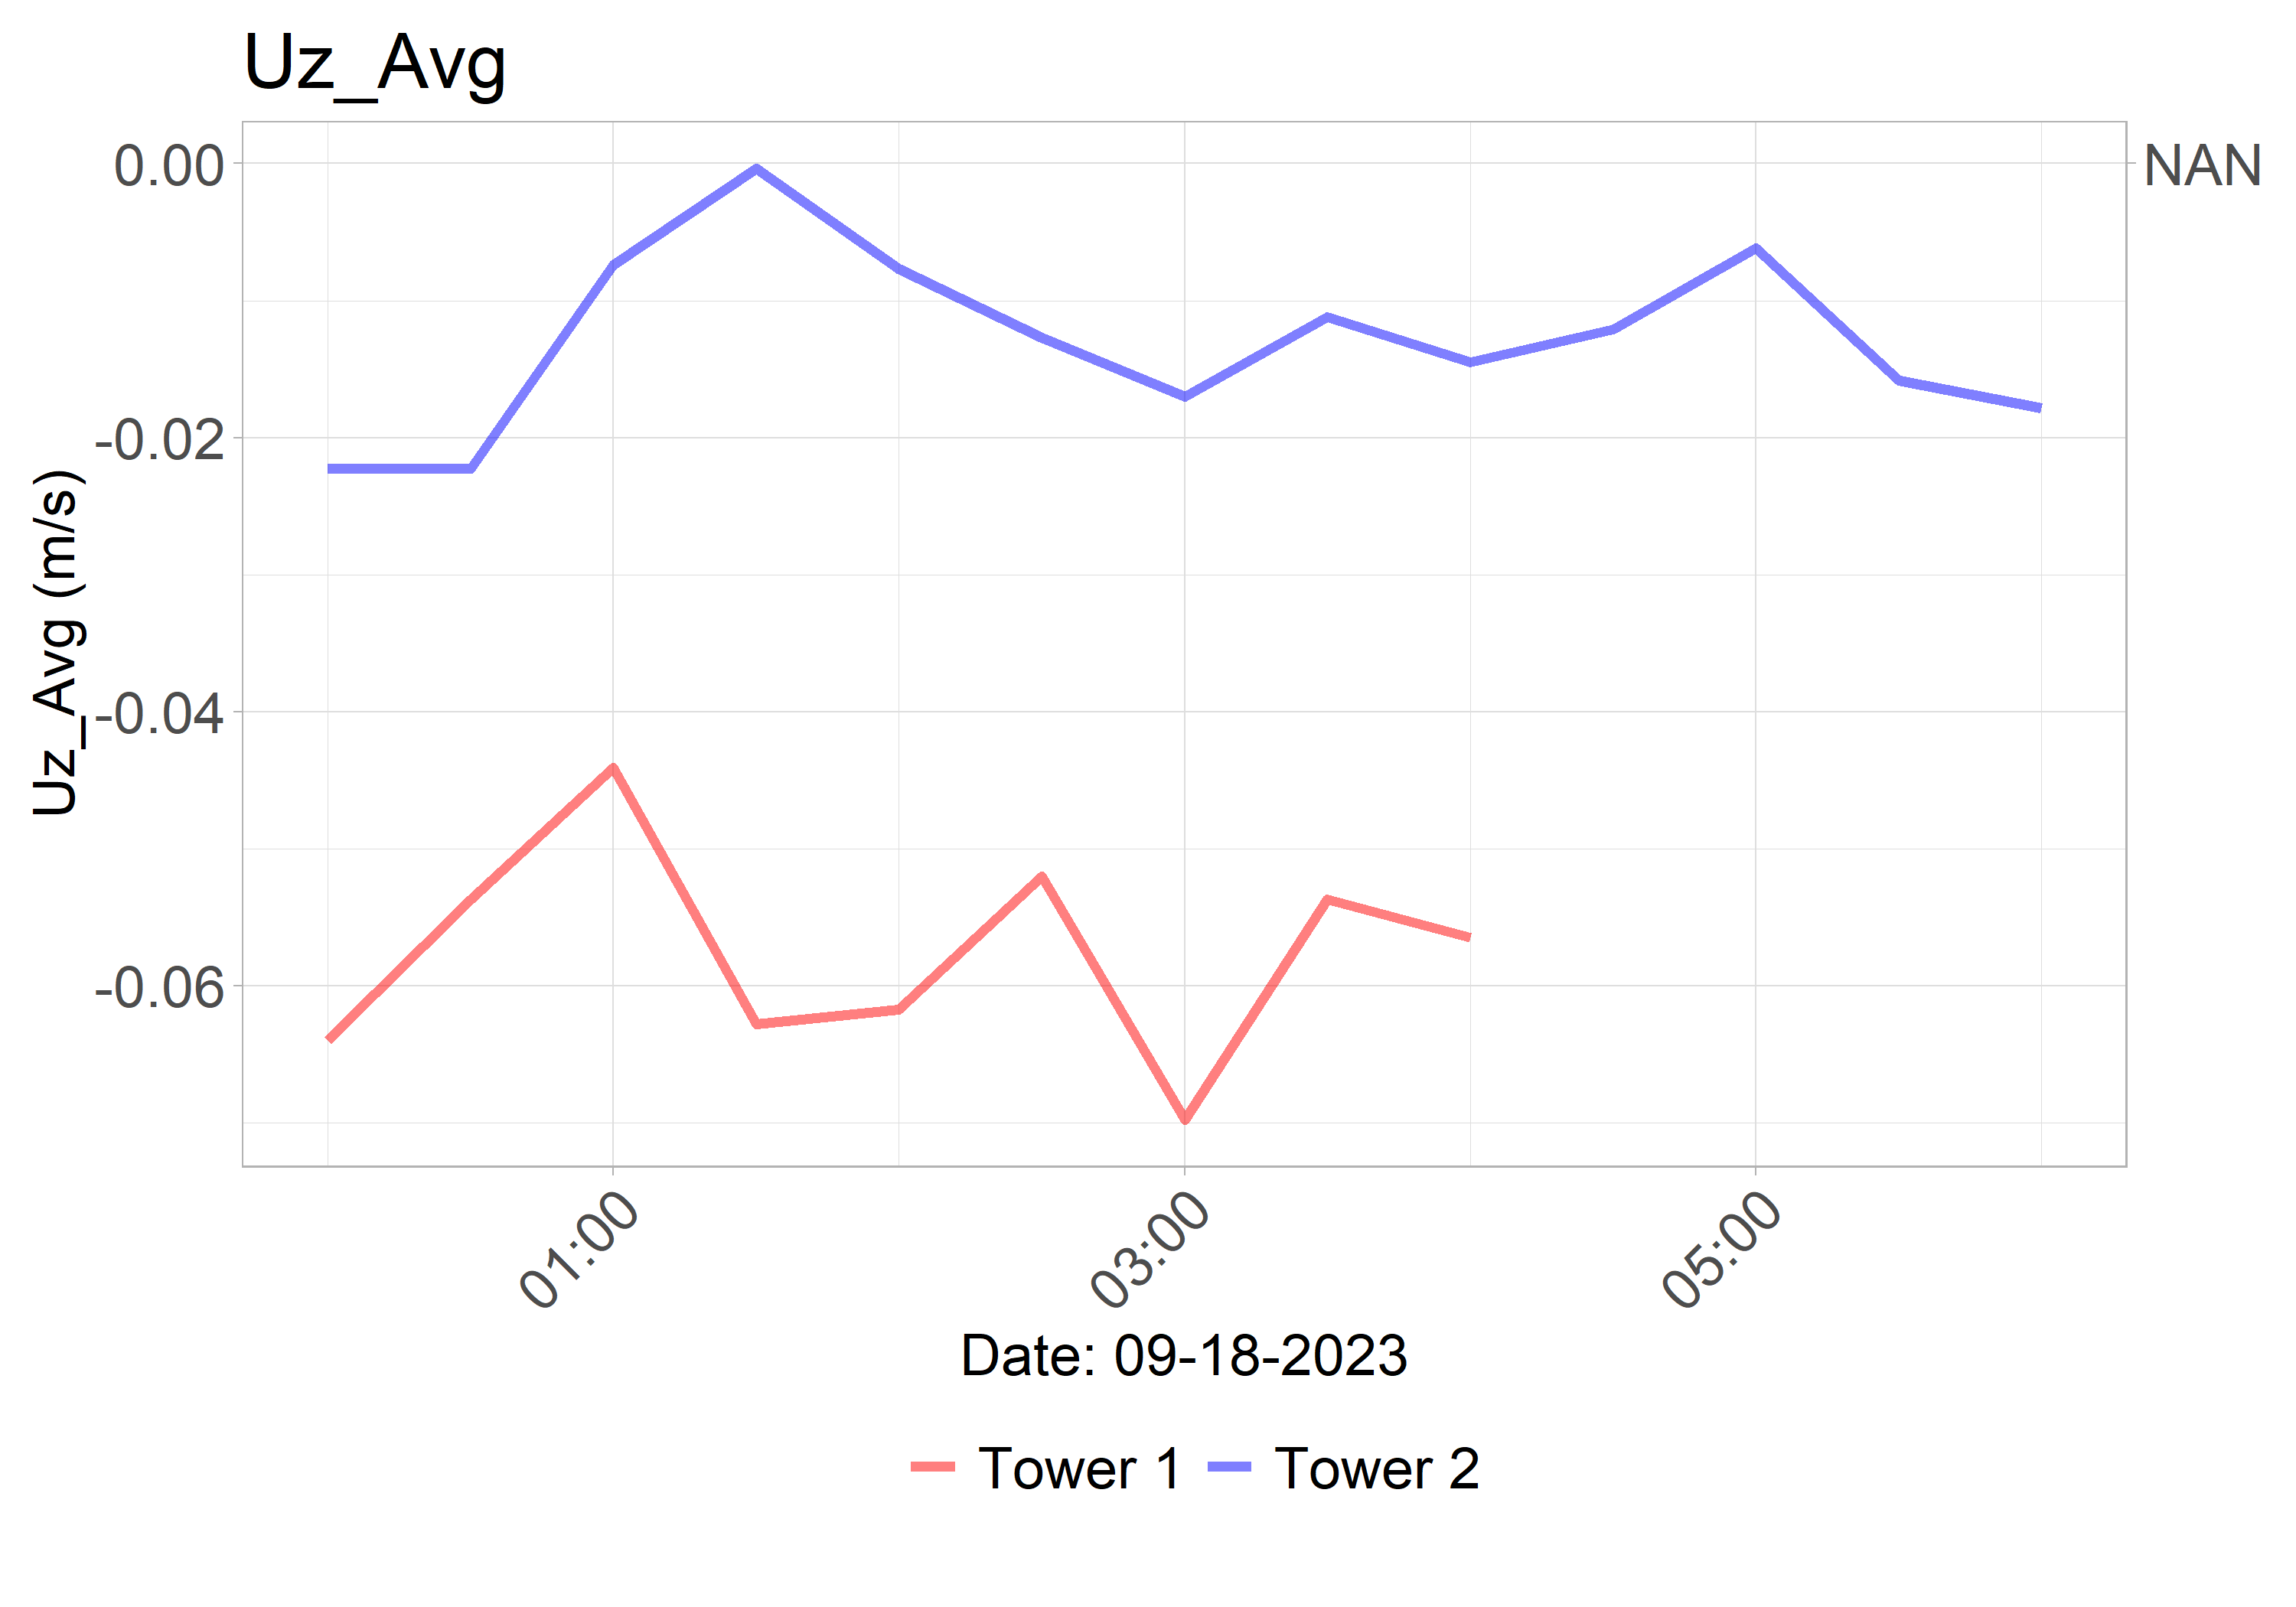 Uz_Avg
0.00
-0.02
-0.04
-0.06
NAN
Uz_Avg (m/s)
01:00
03:00
05:00
Date: 09-18-2023
Tower 1
Tower 2